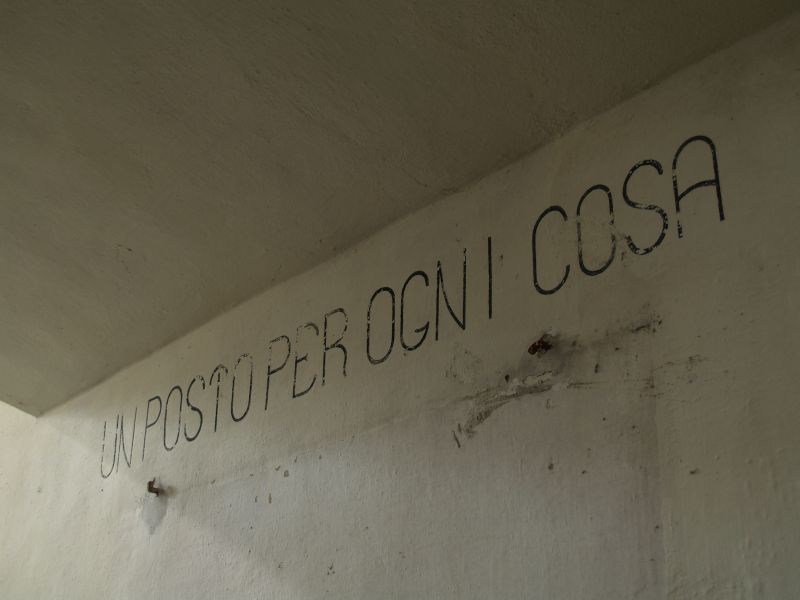 UN POSTO PER OGNI COSA